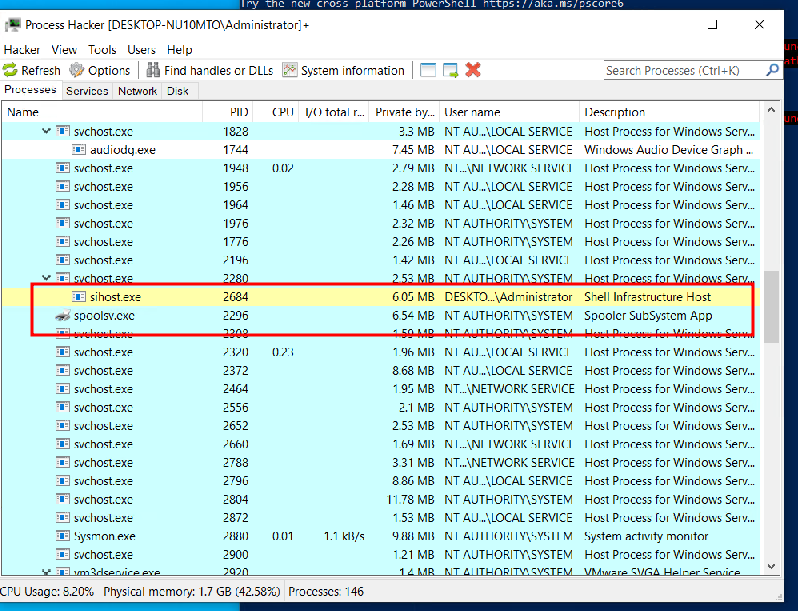 Try the new cross platform PowerShell https://aka.ms/pscore6
Process Hacker [DESKTOP-NU10MTO\Administrator]+
Hacker View Tools Users Help
Refresh Options Find handles or DLLs System information Search Processes (Ctrl+K)
Processes Services Network Disk
Name PID CPU I/O total r... Private by... User name Description
svchost.exe 1828 3.3 MB NT AU...\LOCAL SERVICE Host Process for Windows Serv...
audiodg.exe 1744 7.45 MB NT AU...\LOCAL SERVICE Windows Audio Device Graph ...
svchost.exe 1948 0.02 2.79 MB NT...\NETWORK SERVICE Host Process for Windows Serv...
svchost.exe 1956 2.28 MB NT AU...\LOCAL SERVICE Host Process for Windows Serv...
svchost.exe 1964 1.46 MB NT AU...\LOCAL SERVICE Host Process for Windows Serv...
svchost.exe 1976 2.32 MB NT AUTHORITY\SYSTEM Host Process for Windows Serv...
svchost.exe 1776 2.26 MB NT AUTHORITY\SYSTEM Host Process for Windows Serv...
svchost.exe 2196 1.42 MB NT AU...\LOCAL SERVICE Host Process for Windows Serv...
svchost.exe 2280 2.53 MB NT AUTHORITY\SYSTEM Host Process for Windows Serv...
sihost.exe 2684 6.05 MB DESKTO...\Administrator Shell Infrastructure Host
spoolsv.exe 2296 6.54 MB NT AUTHORITY\SYSTEM Spooler SubSystem App
svchost.exe 2308 1.59 MB NT AUTHORITY\SYSTEM Host Process for Windows Serv...
svchost.exe 2320 0.23 1.96 MB NT AU...\LOCAL SERVICE Host Process for Windows Serv...
svchost.exe 2372 8.68 MB NT AU...\LOCAL SERVICE Host Process for Windows Serv...
svchost.exe 2464 1.95 MB NT...\NETWORK SERVICE Host Process for Windows Serv...
svchost.exe 2556 2.1 MB NT AUTHORITY\SYSTEM Host Process for Windows Serv...
svchost.exe 2652 2.53 MB NT AUTHORITY\SYSTEM Host Process for Windows Serv...
svchost.exe 2660 1.69 MB NT...\NETWORK SERVICE Host Process for Windows Serv...
svchost.exe 2788 3.31 MB NT...\NETWORK SERVICE Host Process for Windows Serv...
svchost.exe 2796 8.86 MB NT AU...\LOCAL SERVICE Host Process for Windows Serv...
svchost.exe 2804 11.78 MB NT AUTHORITY\SYSTEM Host Process for Windows Serv...
svchost.exe 2872 1.53 MB NT AU...\LOCAL SERVICE Host Process for Windows Serv...
Sysmon.exe 2880 0.01 1.1 kB/s 9.88 MB NT AUTHORITY\SYSTEM System activity monitor
svchost.exe 2900 1.21 MB NT AUTHORITY\SYSTEM Host Process for Windows Serv...
vm3dservice.exe 2920 1.4 MB NT AUTHORITY\SYSTEM VMware SVGA Helper Service
CPU Usage: 8.20% Physical memory: 1.7 GB (42.58%) Processes: 146